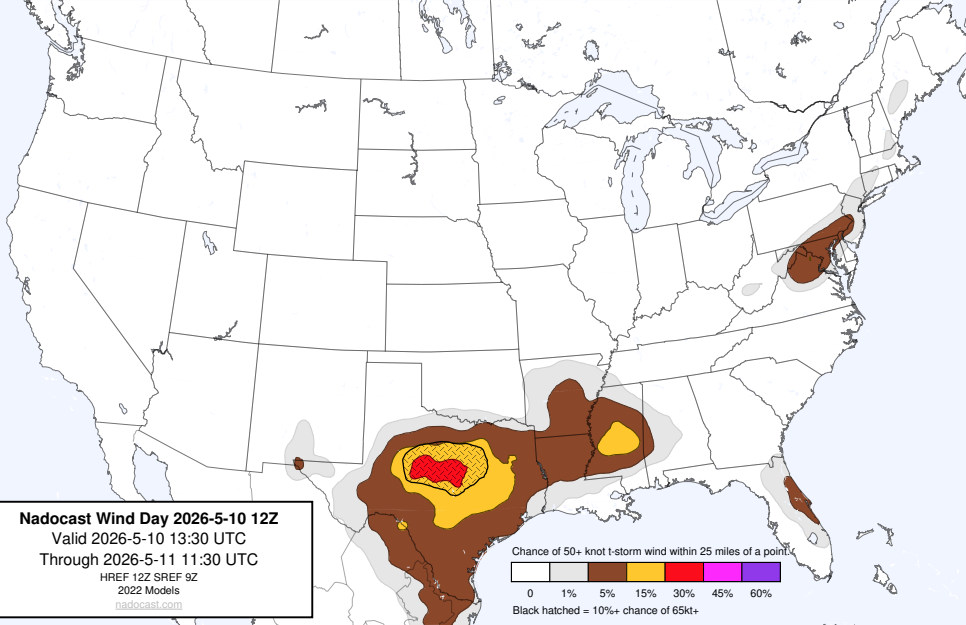 Nadocast Wind Day 2026-5-10 12Z
Valid 2026-5-10 13:30 UTC
Through 2026-5-11 11:30 UTC
HREF 12Z SREF 9Z
2022 Models
nadocast.com
Chance of 50+ knot t-storm wind within 25 miles of a point.
0 1% 5% 15% 30% 45% 60%
Black hatched = 10%+ chance of 65kt+